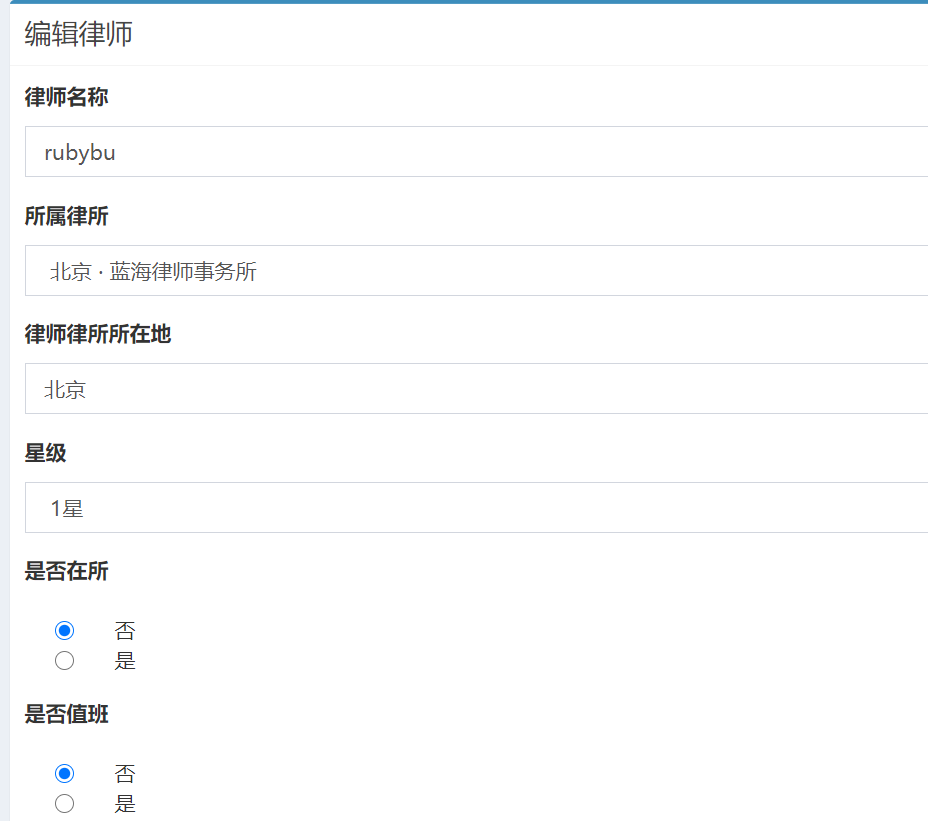 编辑律师
律师名称
rubybu
所属律所
北京 · 蓝海律师事务所
律师律所所在地
北京
星级
1星
是否在所
否
是
是否值班
否
是